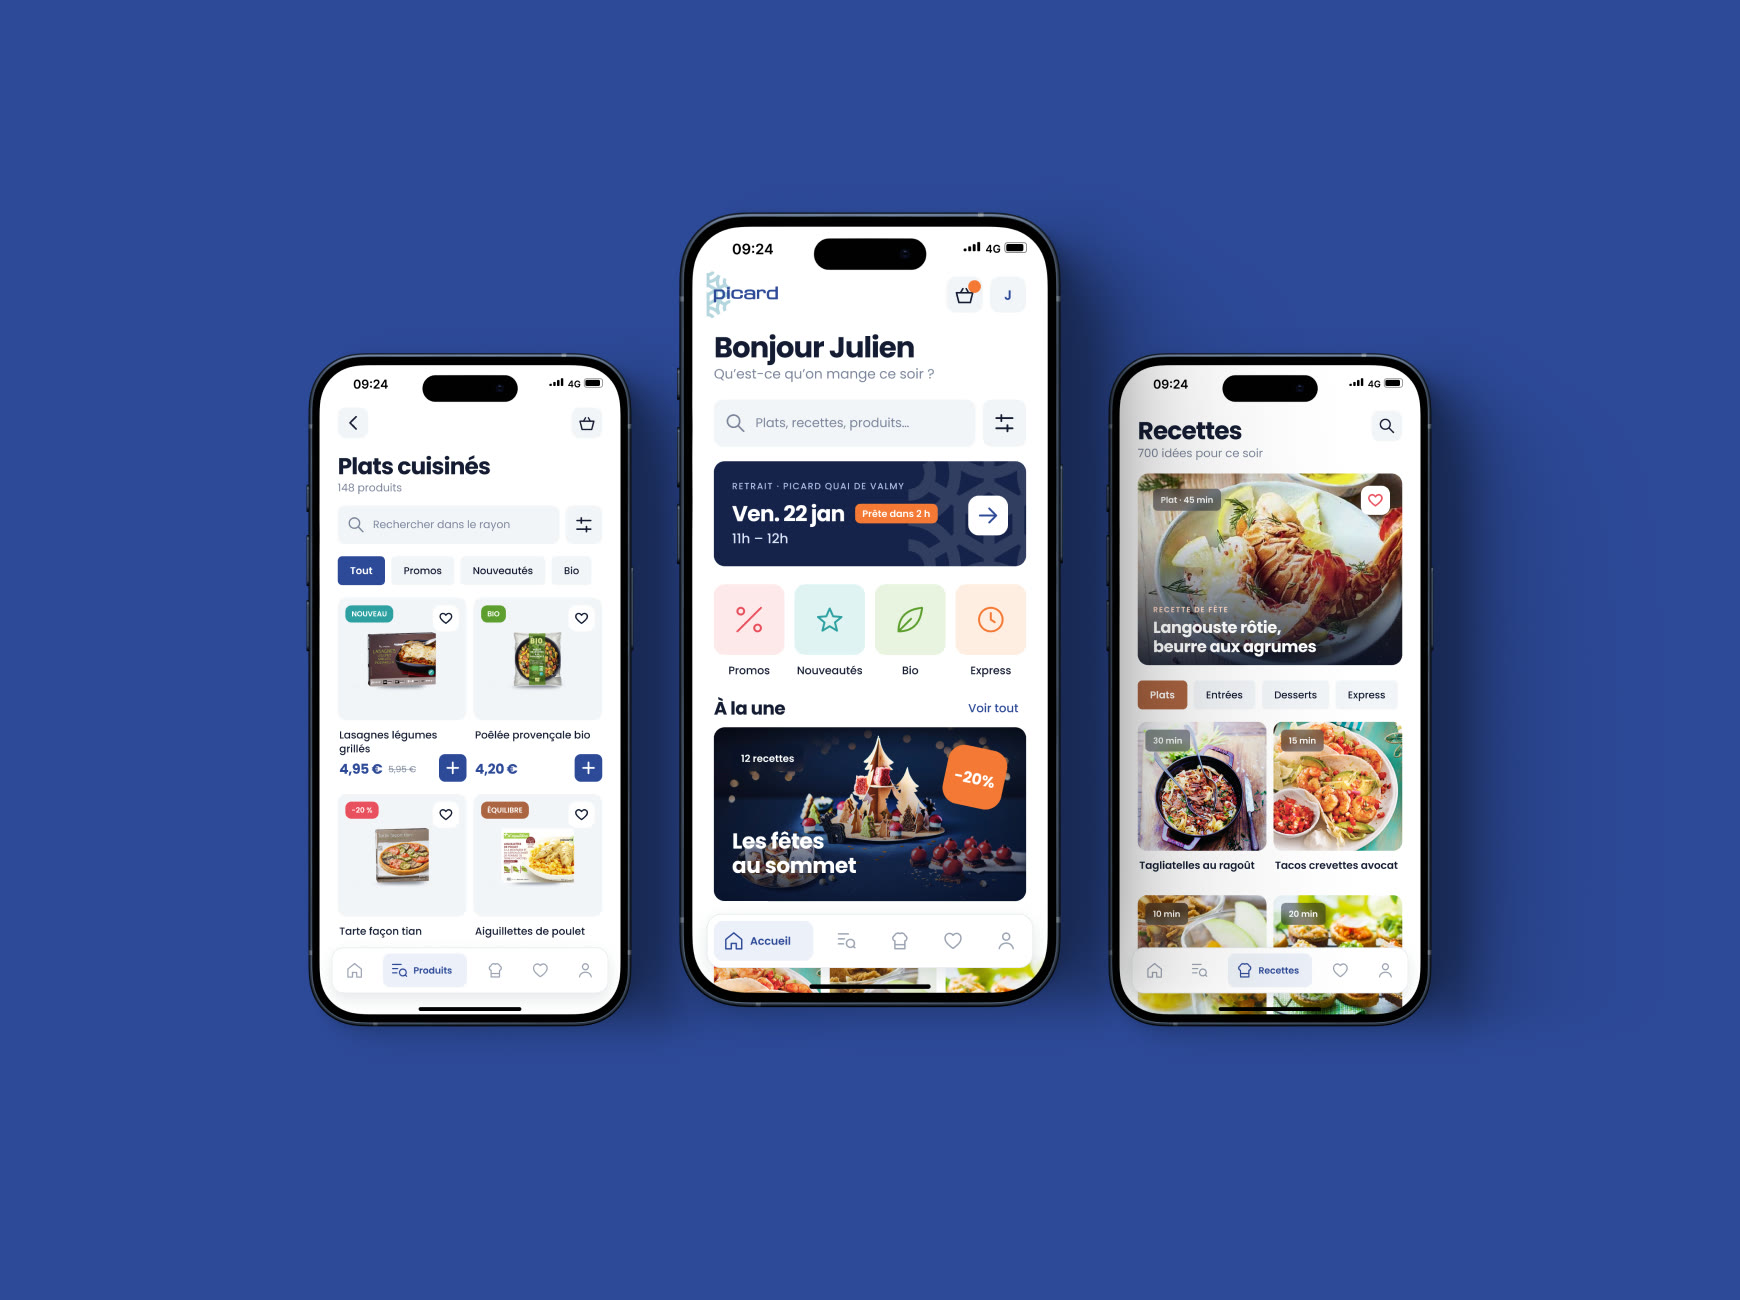 09:24
4G
Plats cuisinés
148 produits
Rechercher dans le rayon
Tout
Promos
Nouveautés
Bio
NOUVEAU
BIO
BIO
Lasagnes légumes
grillés
Poêlée provençale bio
4,95 €
5,95 €
4,20 €
-20 %
ÉQUILIBRE
Tarte façon tian
Aiguillettes de poulet
Produits
09:24
4G
picard
J
Bonjour Julien
Qu'est-ce qu'on mange ce soir ?
Plats, recettes, produits...
RETRAIT · PICARD QUAI DE VALMY
Ven. 22 jan
Prête dans 2 h
11h – 12h
Promos
Nouveautés
Bio
Express
À la une
Voir tout
12 recettes
-20%
Les fêtes
au sommet
Accueil
09:24
4G
Recettes
700 idées pour ce soir
Plat · 45 min
RECETTE DE FÊTE
Langouste rôtie,
beurre aux agrumes
Plats
Entrées
Desserts
Express
30 min
15 min
Tagliatelles au ragoût
Tacos crevettes avocat
10 min
20 min
Recettes